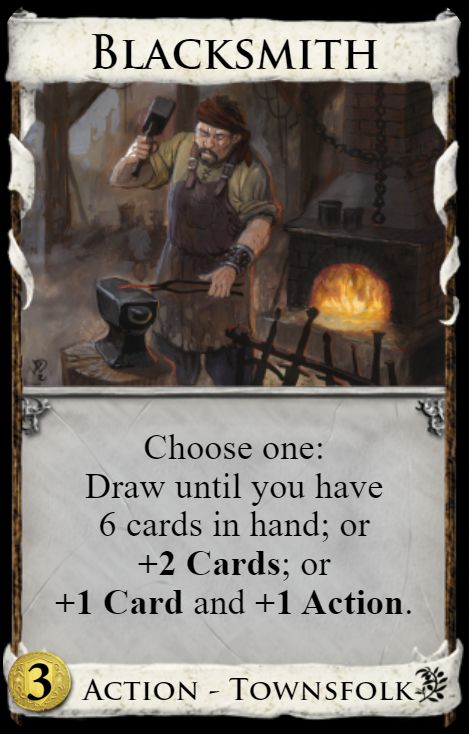 Blacksmith
Choose one:
Draw until you have
6 cards in hand; or
+2 Cards; or
+1 Card and +1 Action.
3 Action - Townsfolk